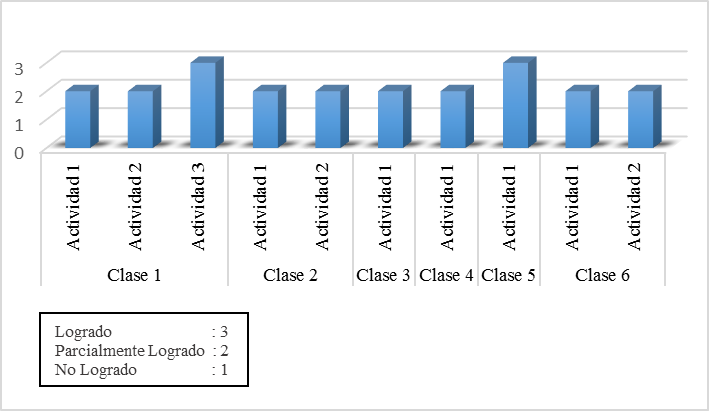 3
2
1
0
Actividad 1
Actividad 2
Actividad 3
Actividad 1
Actividad 2
Actividad 1
Actividad 1
Actividad 1
Actividad 1
Actividad 2
Clase 1
Clase 2
Clase 3
Clase 4
Clase 5
Clase 6
Logrado : 3
Parcialmente Logrado : 2
No Logrado : 1